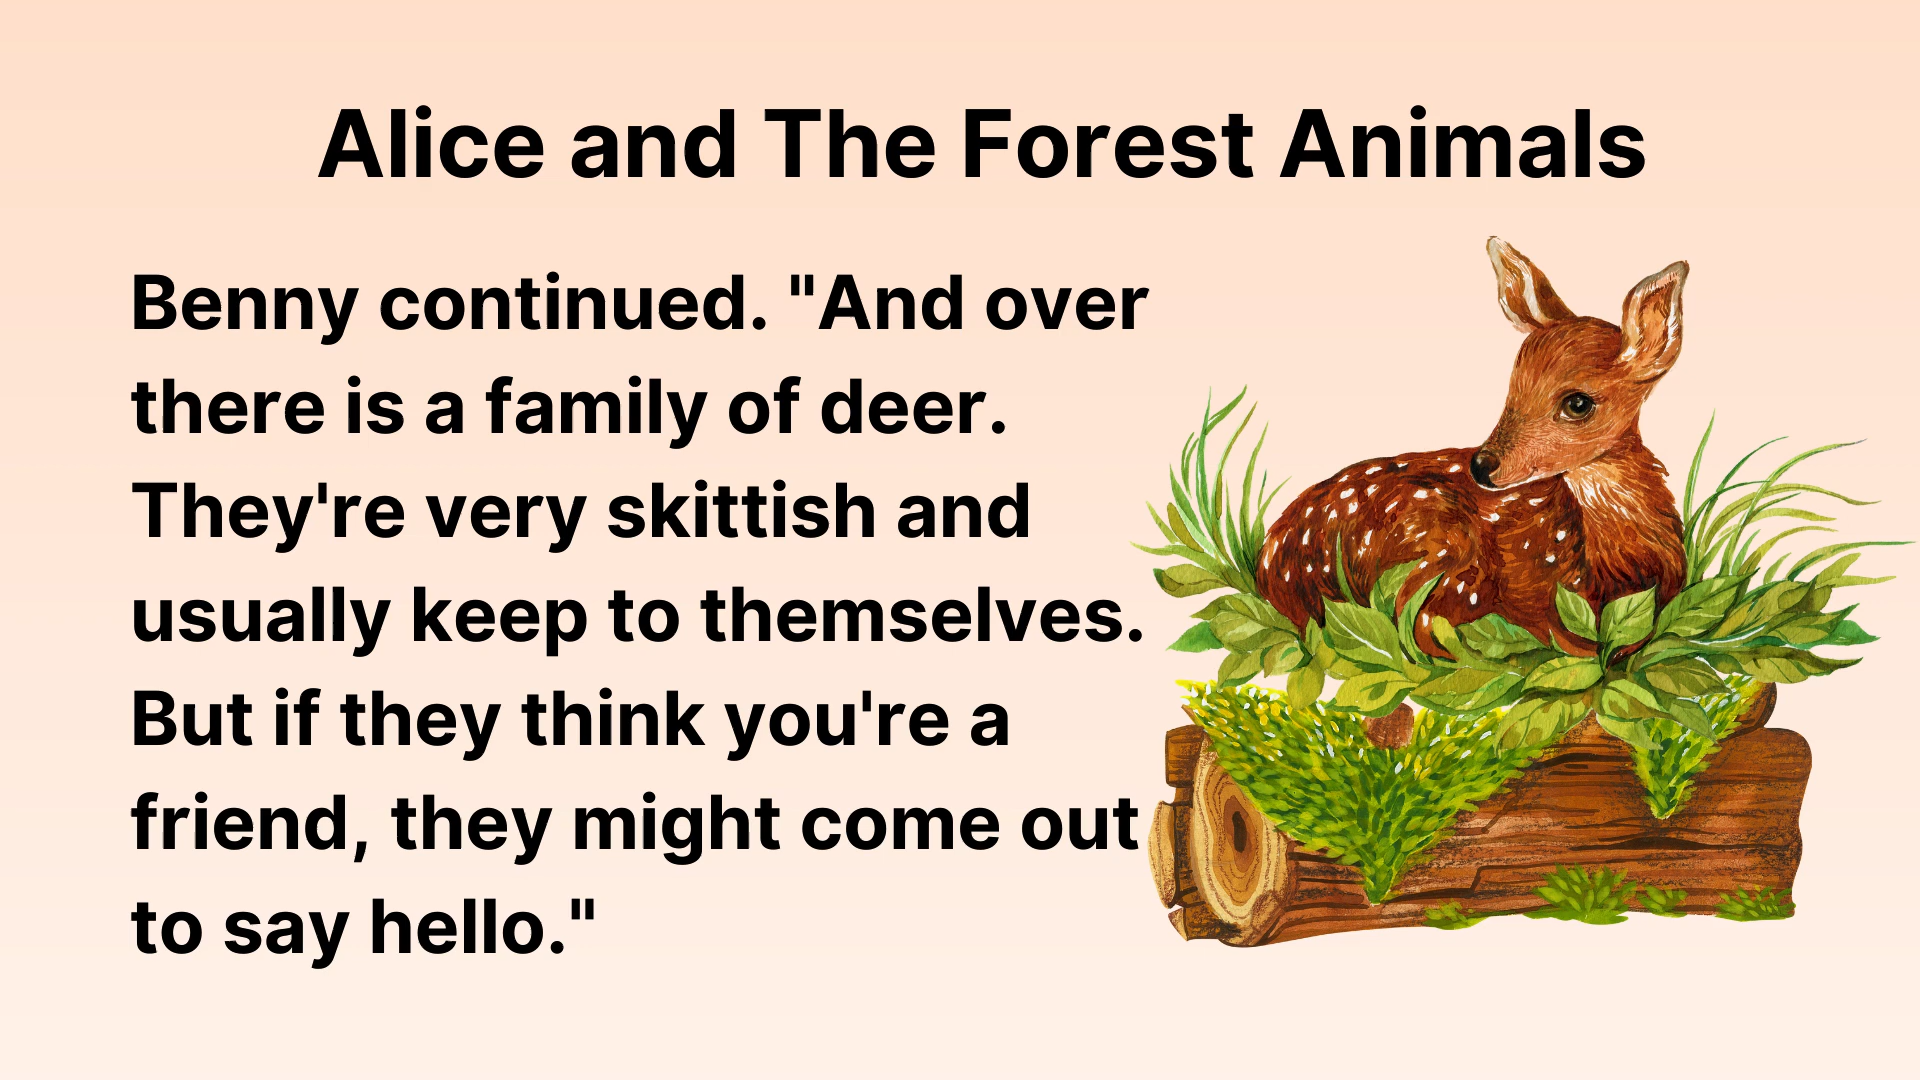 Alice and The Forest Animals
Benny continued. "And over
there is a family of deer.
They're very skittish and
usually keep to themselves.
But if they think you're a
friend, they might come out
to say hello."